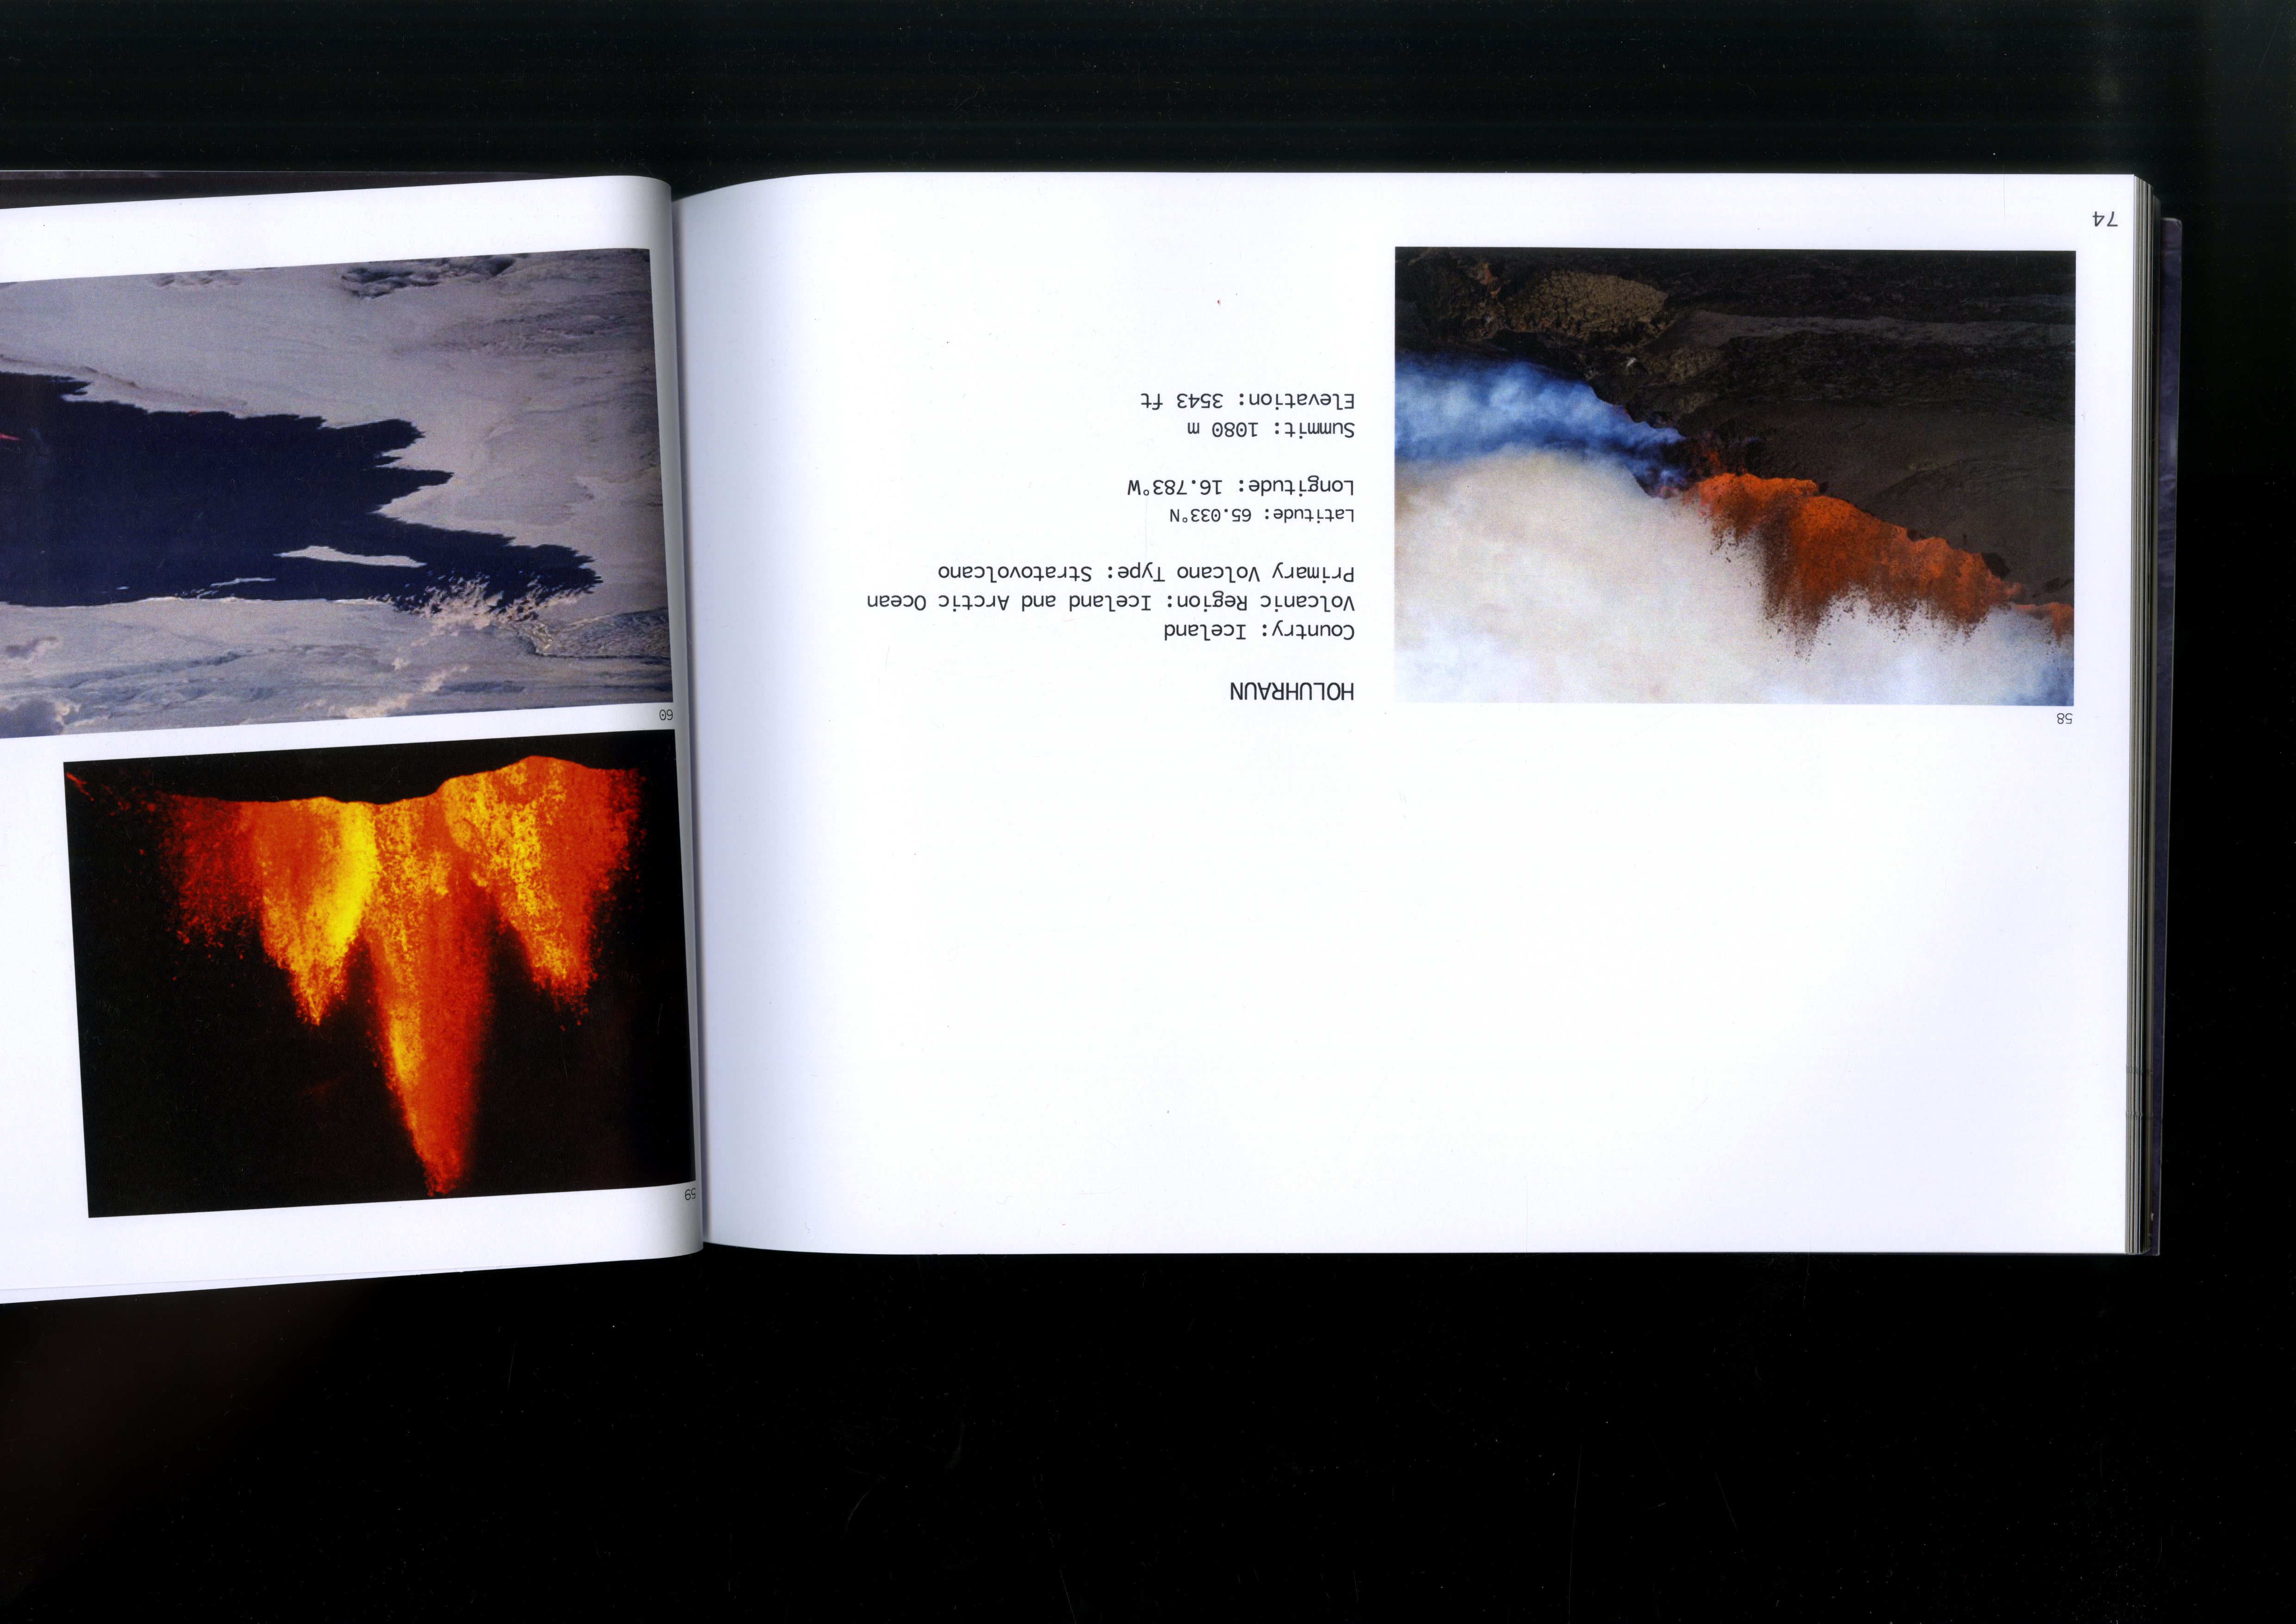 58
HOLUHRAUN
Country: Iceland
Volcanic Region: Iceland and Arctic Ocean
Primary Volcano Type: Stratovolcano
Latitude: 65.033°N
Longitude: 16.783°W
Summit: 1080 m
Elevation: 3543 ft
74
59
60